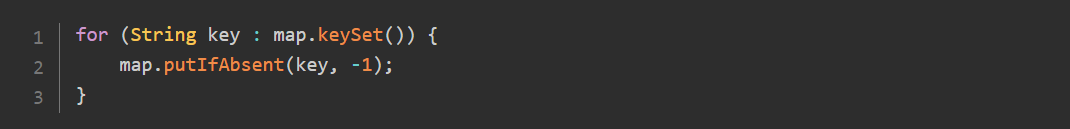 1 for (String key : map.keySet()) {
2     map.putIfAbsent(key, -1);
3 }